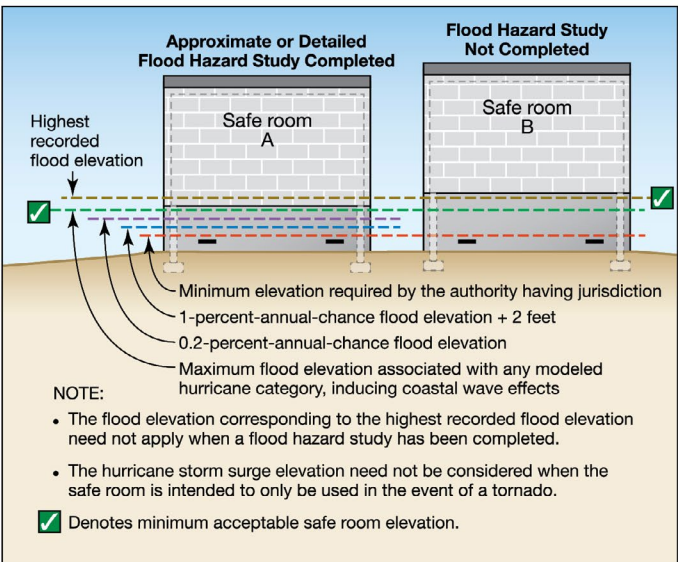 Approximate or Detailed
Flood Hazard Study Completed
Flood Hazard Study
Not Completed
Safe room
A
Safe room
B
Highest
recorded
flood elevation
Minimum elevation required by the authority having jurisdiction
1-percent-annual-chance flood elevation + 2 feet
0.2-percent-annual-chance flood elevation
Maximum flood elevation associated with any modeled
hurricane category, inducing coastal wave effects
NOTE:
• The flood elevation corresponding to the highest recorded flood elevation
need not apply when a flood hazard study has been completed.
• The hurricane storm surge elevation need not be considered when the
safe room is intended to only be used in the event of a tornado.
Denotes minimum acceptable safe room elevation.